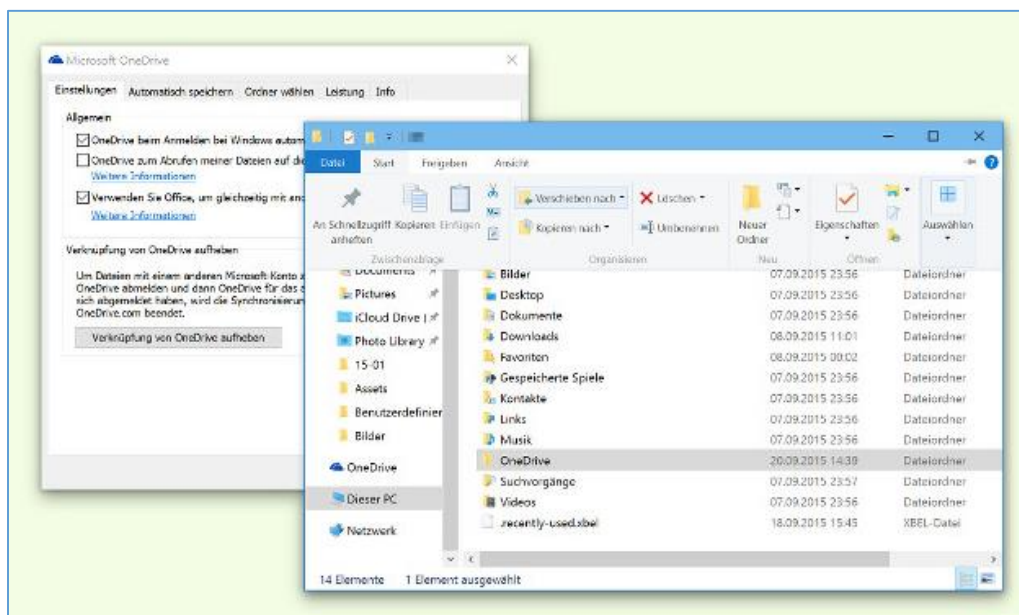 Microsoft OneDrive
Einstellungen Automatisch speichern Ordner wählen Leistung Info
Allgemein
OneDrive beim Anmelden bei Windows autom
OneDrive zum Abrufen meiner Dateien auf die
Weitere Informationen
Verwenden Sie Office, um gleichzeitig mit and
Weitere Informationen
Verknüpfung von OneDrive aufheben
Um Dateien mit einem anderen Microsoft-Konto z
OneDrive abmelden und dann OneDrive für das a
sich abgemeldet haben, wird die Synchronisierun
OneDrive.com beendet.
Verknüpfung von OneDrive aufheben
Datei Start Freigeben Ansicht
An Schnellzugriff anheften
Kopieren
Einfügen
Zwischenablage
Verschieben nach
Kopieren nach
Löschen
Umbenennen
Organisieren
Neuer Ordner
Neu
Eigenschaften
Öffnen
Auswählen
Documents
Pictures
iCloud Drive
Photo Library
15-01
Assets
Benutzerdefinier
Bilder
OneDrive
Dieser PC
Netzwerk
Bilder 07.09.2015 23:56 Dateiordner
Desktop 07.09.2015 23:56 Dateiordner
Dokumente 07.09.2015 23:56 Dateiordner
Downloads 08.09.2015 11:01 Dateiordner
Favoriten 08.09.2015 00:02 Dateiordner
Gespeicherte Spiele 07.09.2015 23:56 Dateiordner
Kontakte 07.09.2015 23:56 Dateiordner
Links 07.09.2015 23:56 Dateiordner
Musik 07.09.2015 23:56 Dateiordner
OneDrive 20.09.2015 14:39 Dateiordner
Suchvorgänge 07.09.2015 23:57 Dateiordner
Videos 07.09.2015 23:56 Dateiordner
.recently-used.xbel 18.09.2015 15:45 XBEL-Datei
14 Elemente 1 Element ausgewählt